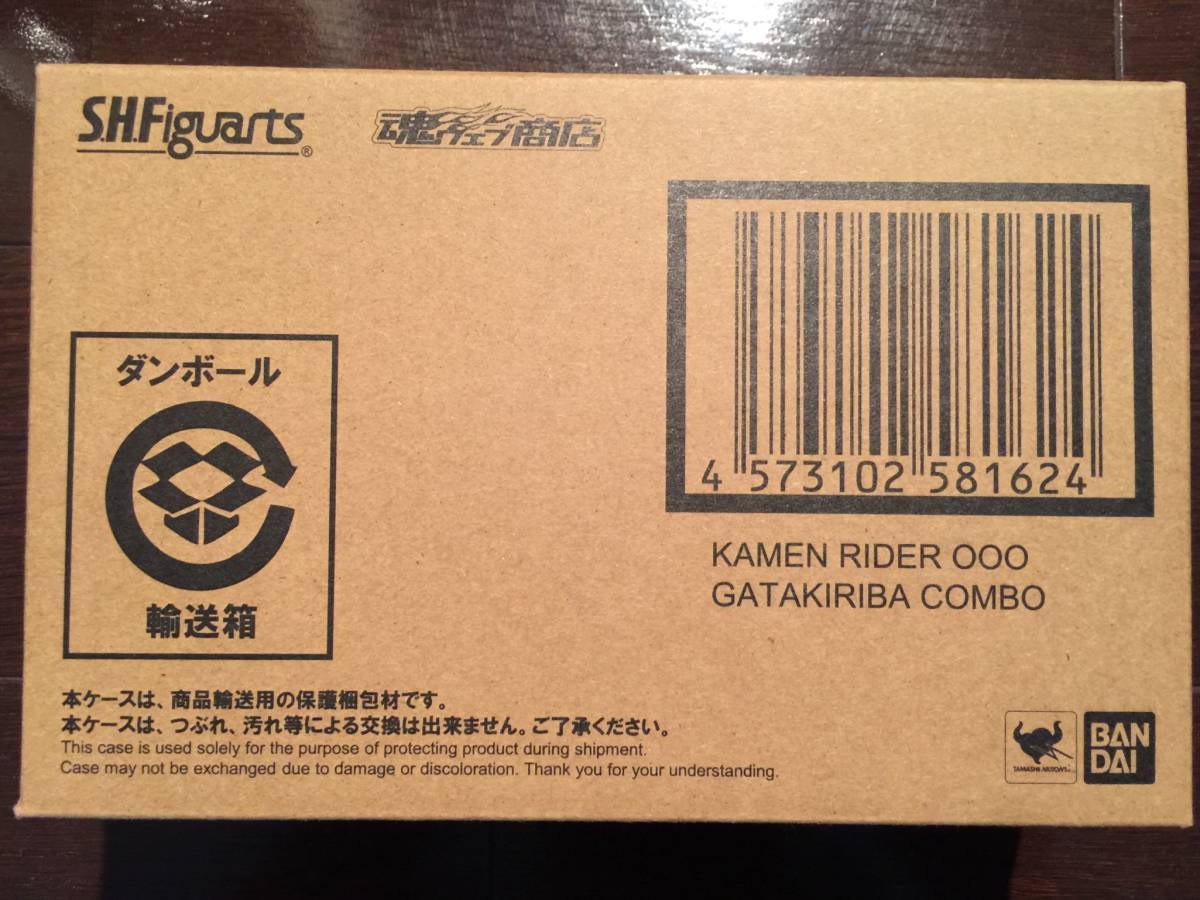 S.H.Figuarts®
魂ウェブ商店
4 573102 581624
KAMEN RIDER OOO
GATAKIRIBA COMBO
ダンボール
輸送箱
本ケースは、商品輸送用の保護梱包材です。
本ケースは、つぶれ、汚れ等による交換は出来ません。ご了承ください。
This case is used solely for the purpose of protecting product during shipment.
Case may not be exchanged due to damage or discoloration. Thank you for your understanding.
TAMASHII NATIONS
BAN
DAI